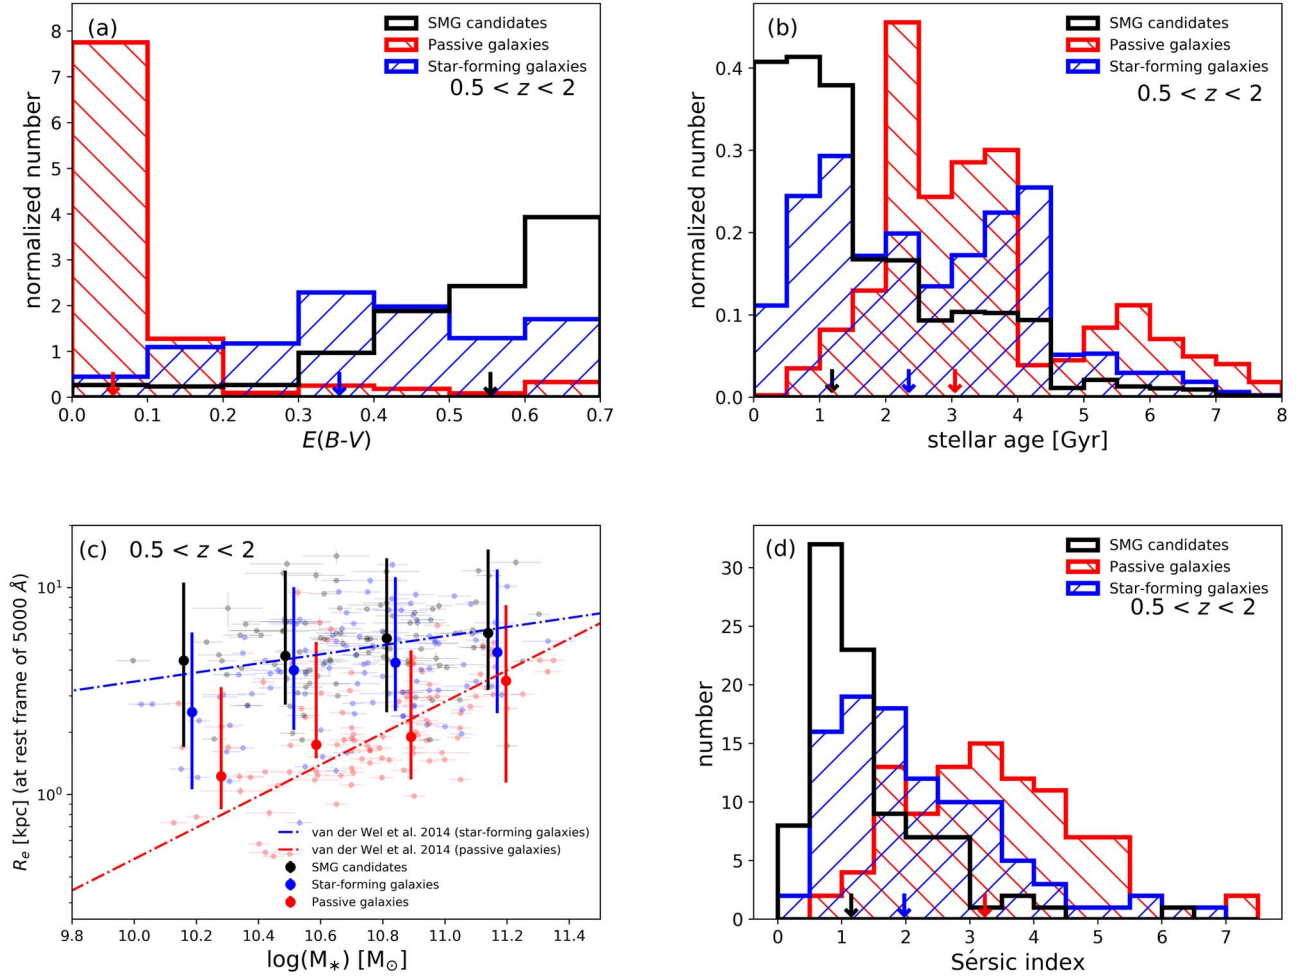 (a)
SMG candidates
Passive galaxies
Star-forming galaxies
0.5 < z < 2
normalized number
8
7
6
5
4
3
2
1
0
0.0 0.1 0.2 0.3 0.4 0.5 0.6 0.7
E(B-V)
(b)
SMG candidates
Passive galaxies
Star-forming galaxies
0.5 < z < 2
normalized number
0.4
0.3
0.2
0.1
0.0
0 1 2 3 4 5 6 7 8
stellar age [Gyr]
(c) 0.5 < z < 2
R_e [kpc] (at rest frame of 5000 Å)
10¹
10⁰
van der Wel et al. 2014 (star-forming galaxies)
van der Wel et al. 2014 (passive galaxies)
SMG candidates
Star-forming galaxies
Passive galaxies
9.8 10.0 10.2 10.4 10.6 10.8 11.0 11.2 11.4
log(M_*) [M_⊙]
(d)
SMG candidates
Passive galaxies
Star-forming galaxies
0.5 < z < 2
number
30
25
20
15
10
5
0
0 1 2 3 4 5 6 7
Sérsic index